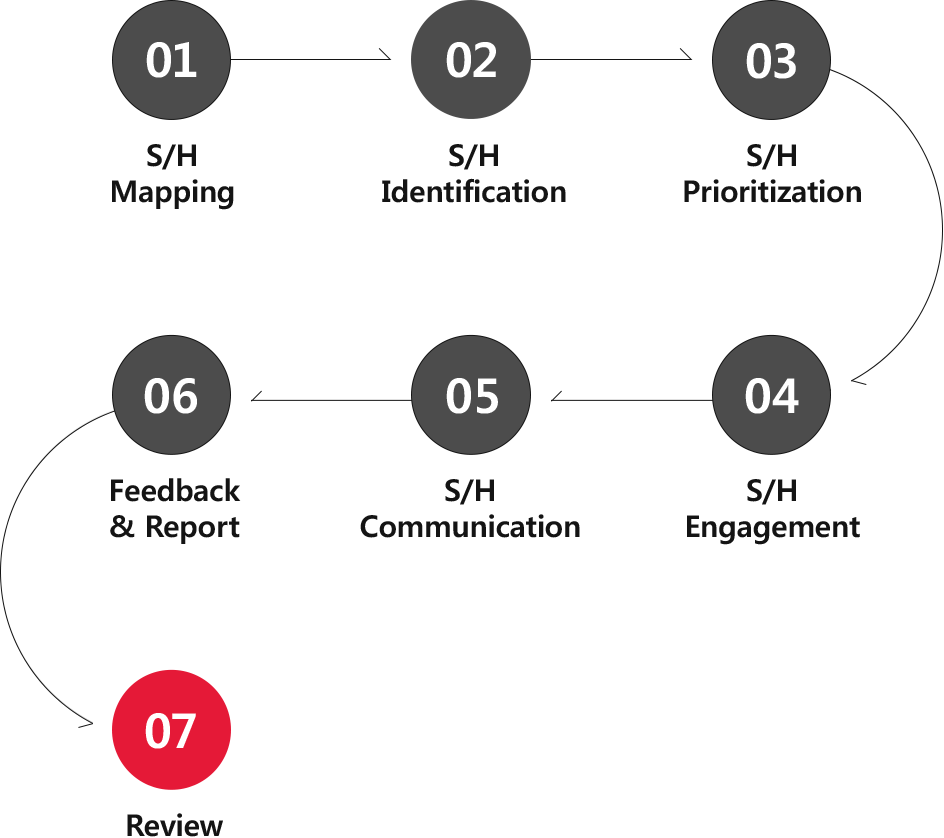 01
S/H
Mapping
02
S/H
Identification
03
S/H
Prioritization
04
S/H
Engagement
05
S/H
Communication
06
Feedback
& Report
07
Review